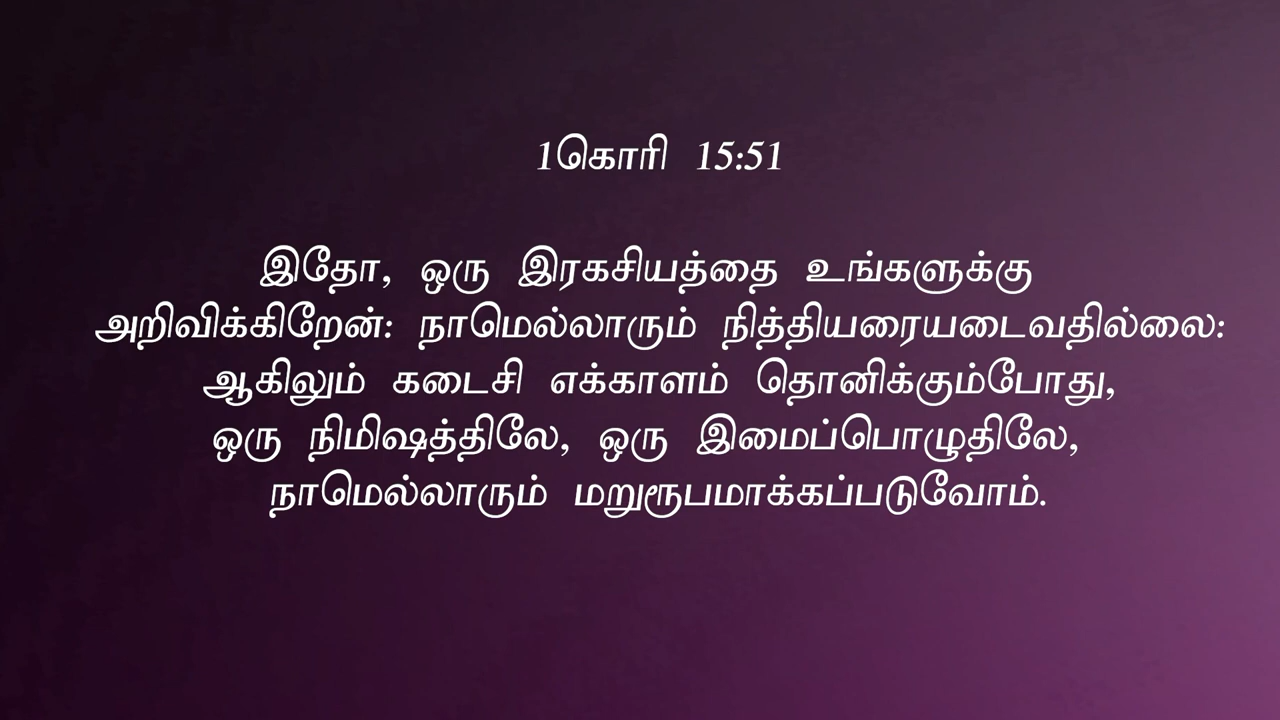 1கொரி 15:51
இதோ, ஒரு இரகசியத்தை உங்களுக்கு
அறிவிக்கிறேன்: நாமெல்லாரும் நித்தியரையடைவதில்லை:
ஆகிலும் கடைசி எக்காளம் தொனிக்கும்போது,
ஒரு நிமிஷத்திலே, ஒரு இமைப்பொழுதிலே,
நாமெல்லாரும் மறுரூபமாக்கப்படுவோம்.